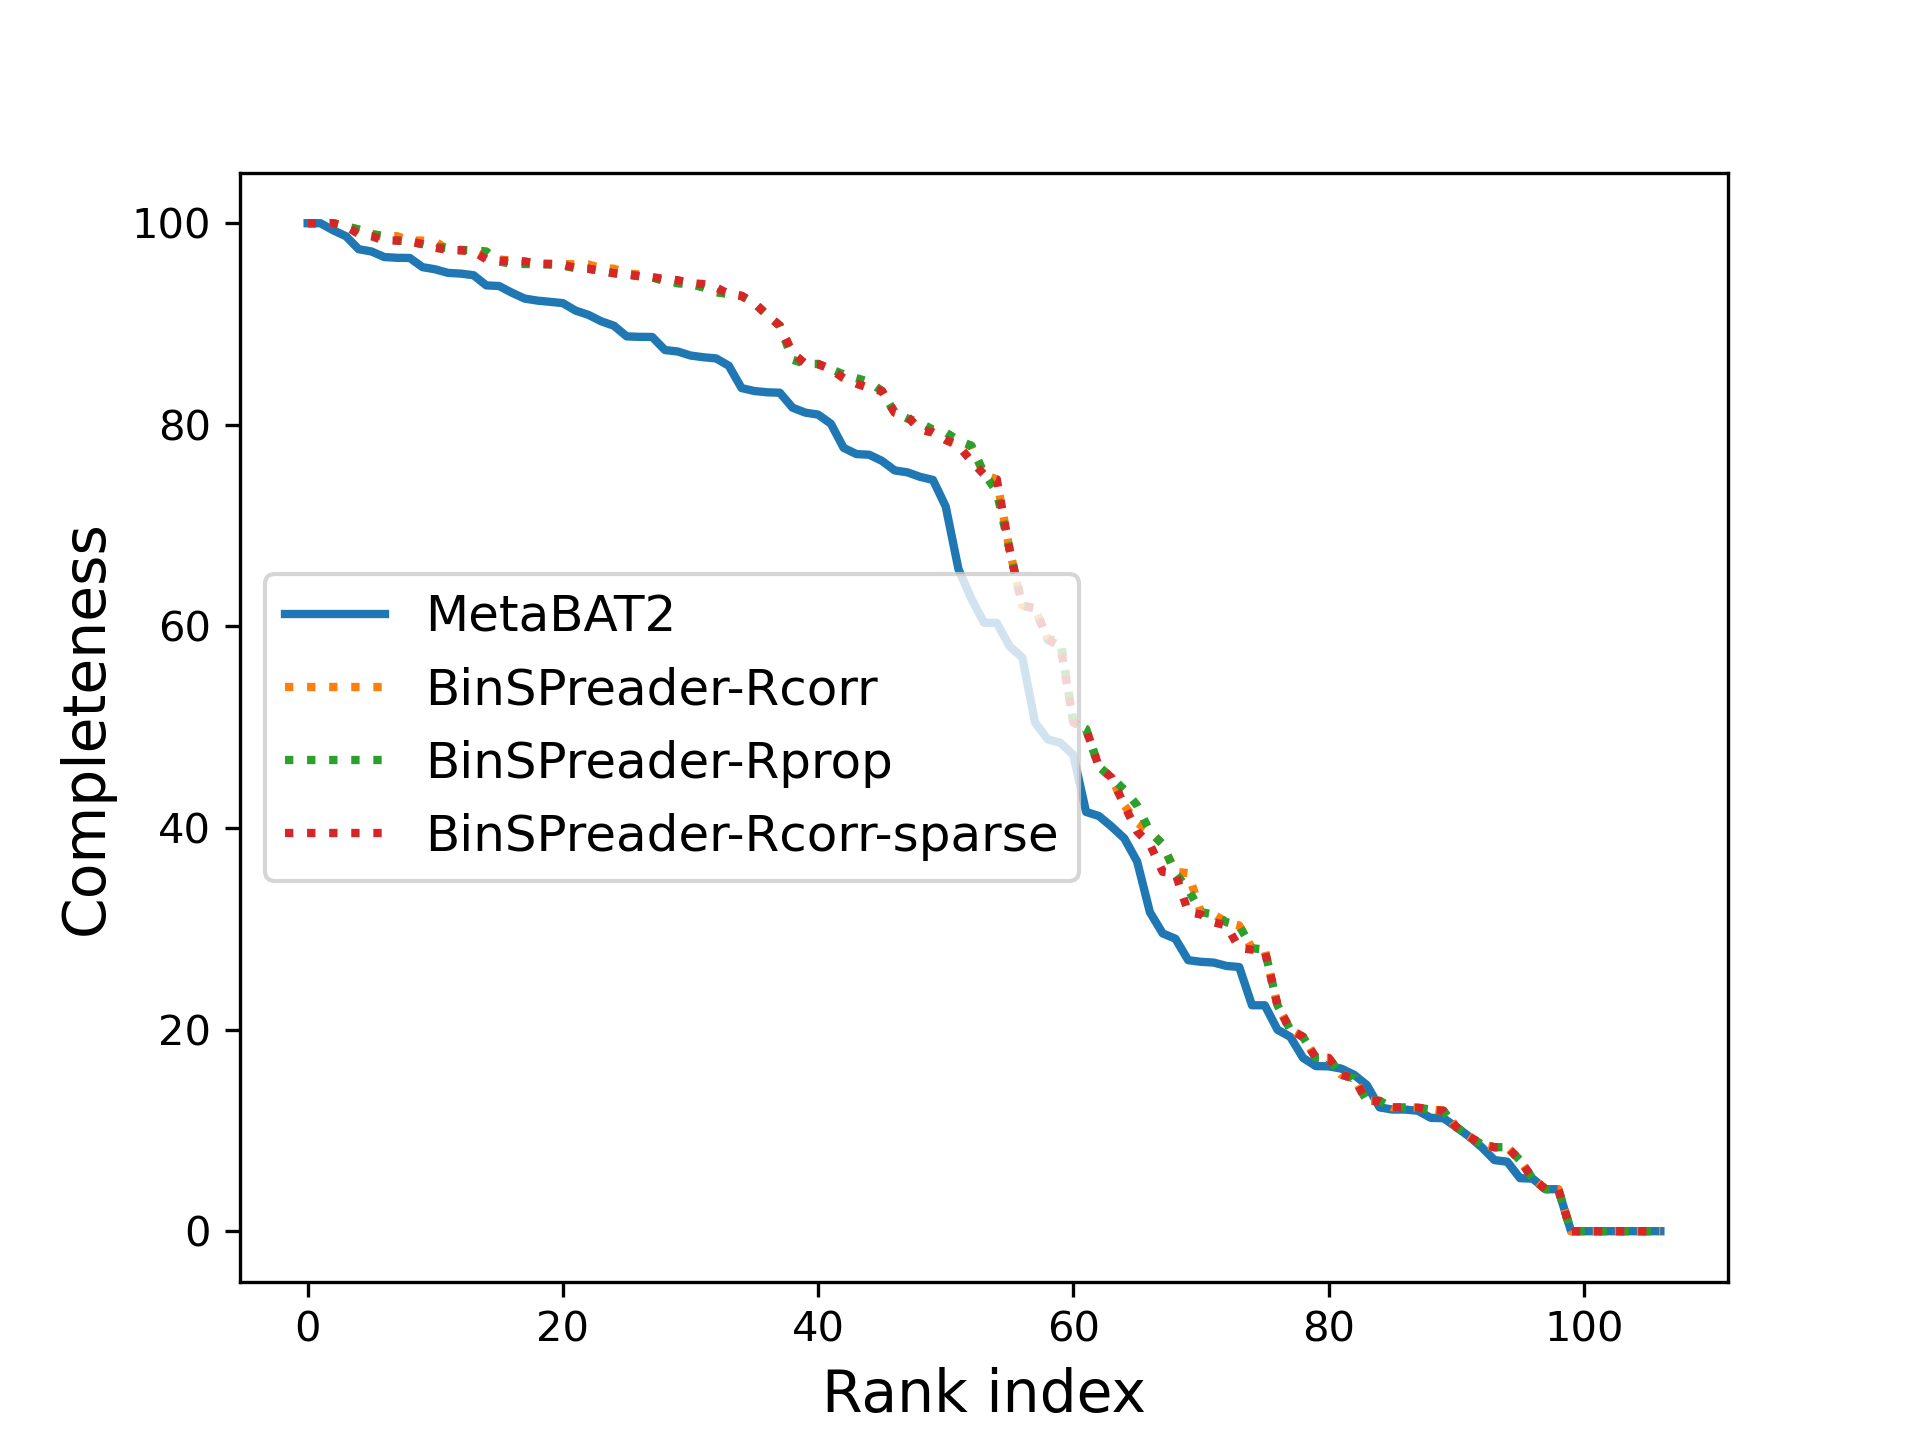 100
80
60
40
20
0
Completeness
MetaBAT2
BinSPreader-Rcorr
BinSPreader-Rprop
BinSPreader-Rcorr-sparse
0 20 40 60 80 100
Rank index